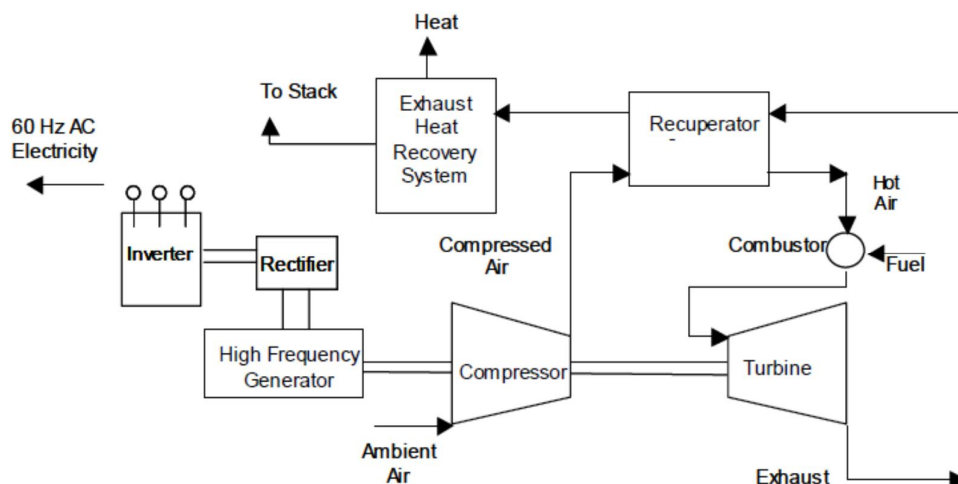 Heat
To Stack
Exhaust
Heat
Recovery
System
Recuperator
60 Hz AC
Electricity
Hot
Air
Inverter
Rectifier
Compressed
Air
Combustor
Fuel
High Frequency
Generator
Compressor
Turbine
Ambient
Air
Exhaust